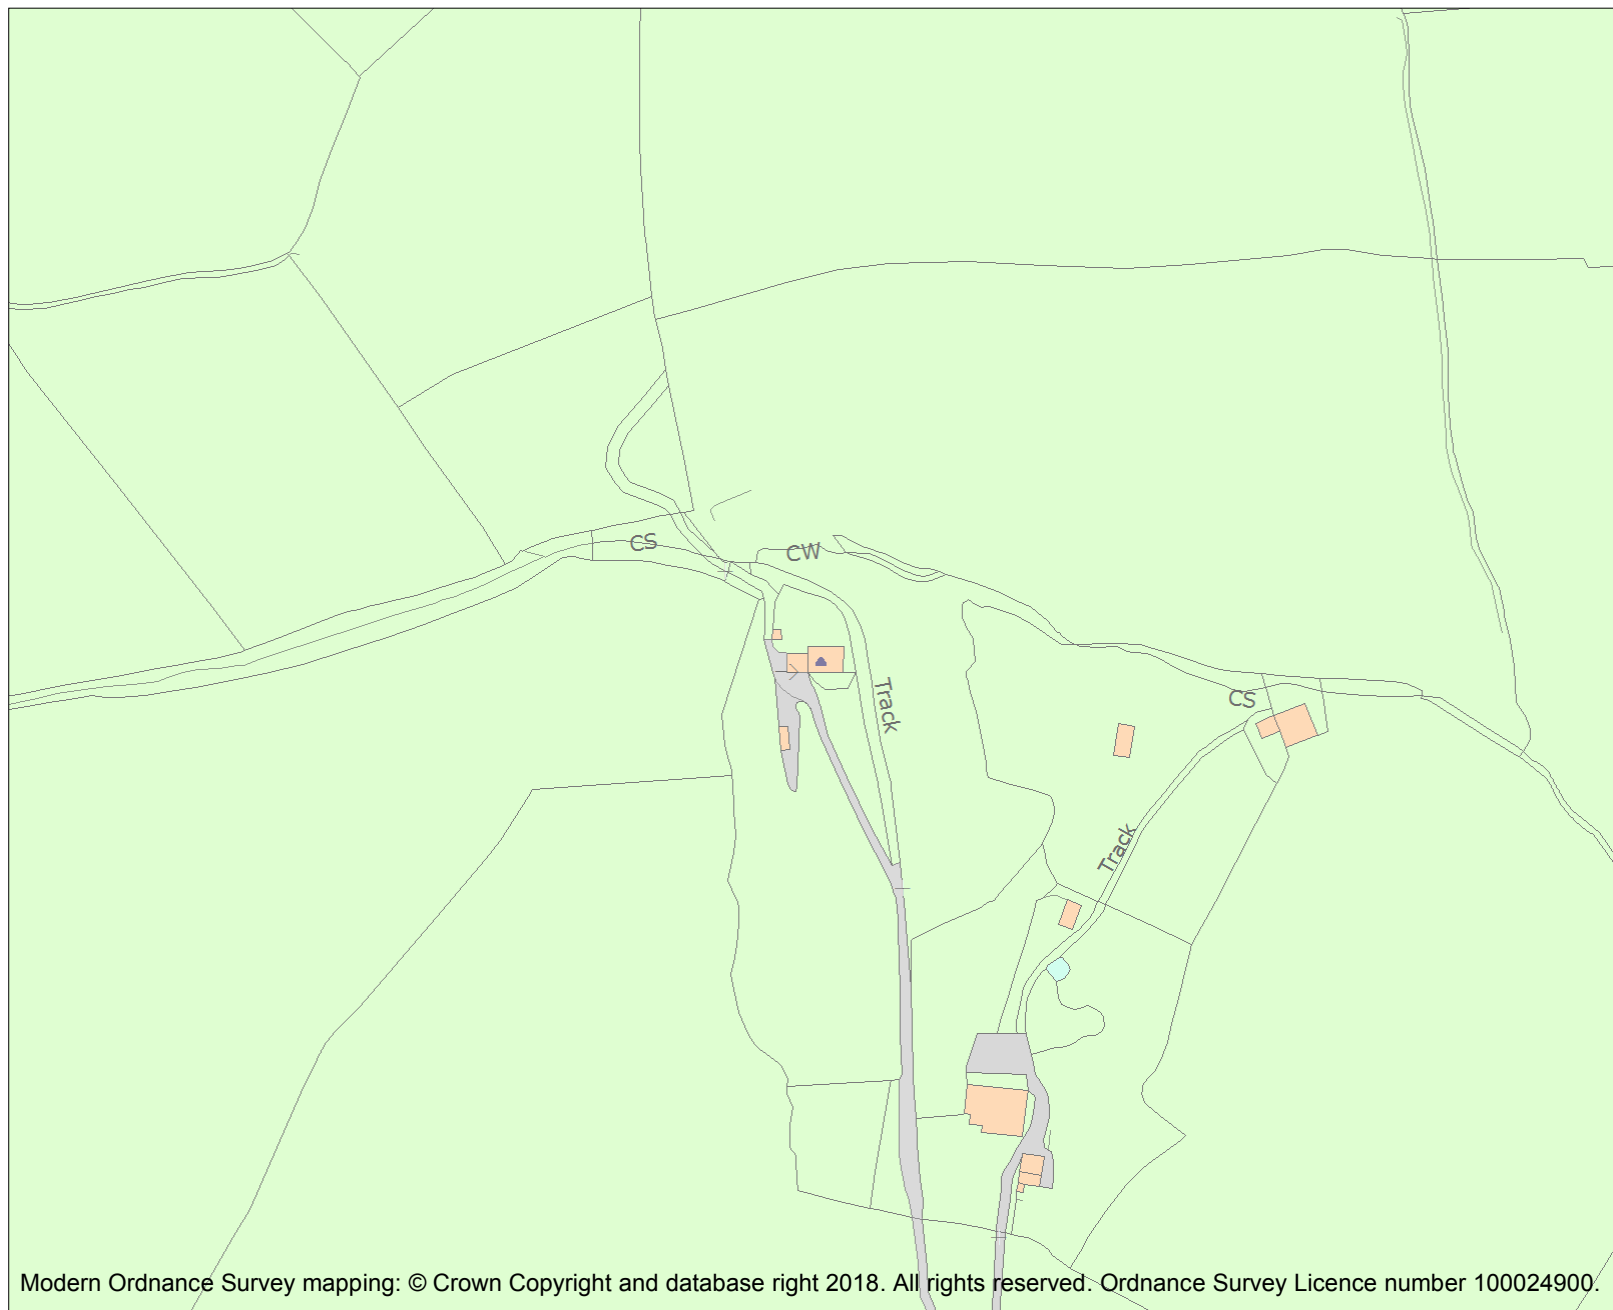 CS
CW
Track
CS
Track
Modern Ordnance Survey mapping: © Crown Copyright and database right 2018. All rights reserved. Ordnance Survey Licence number 100024900.